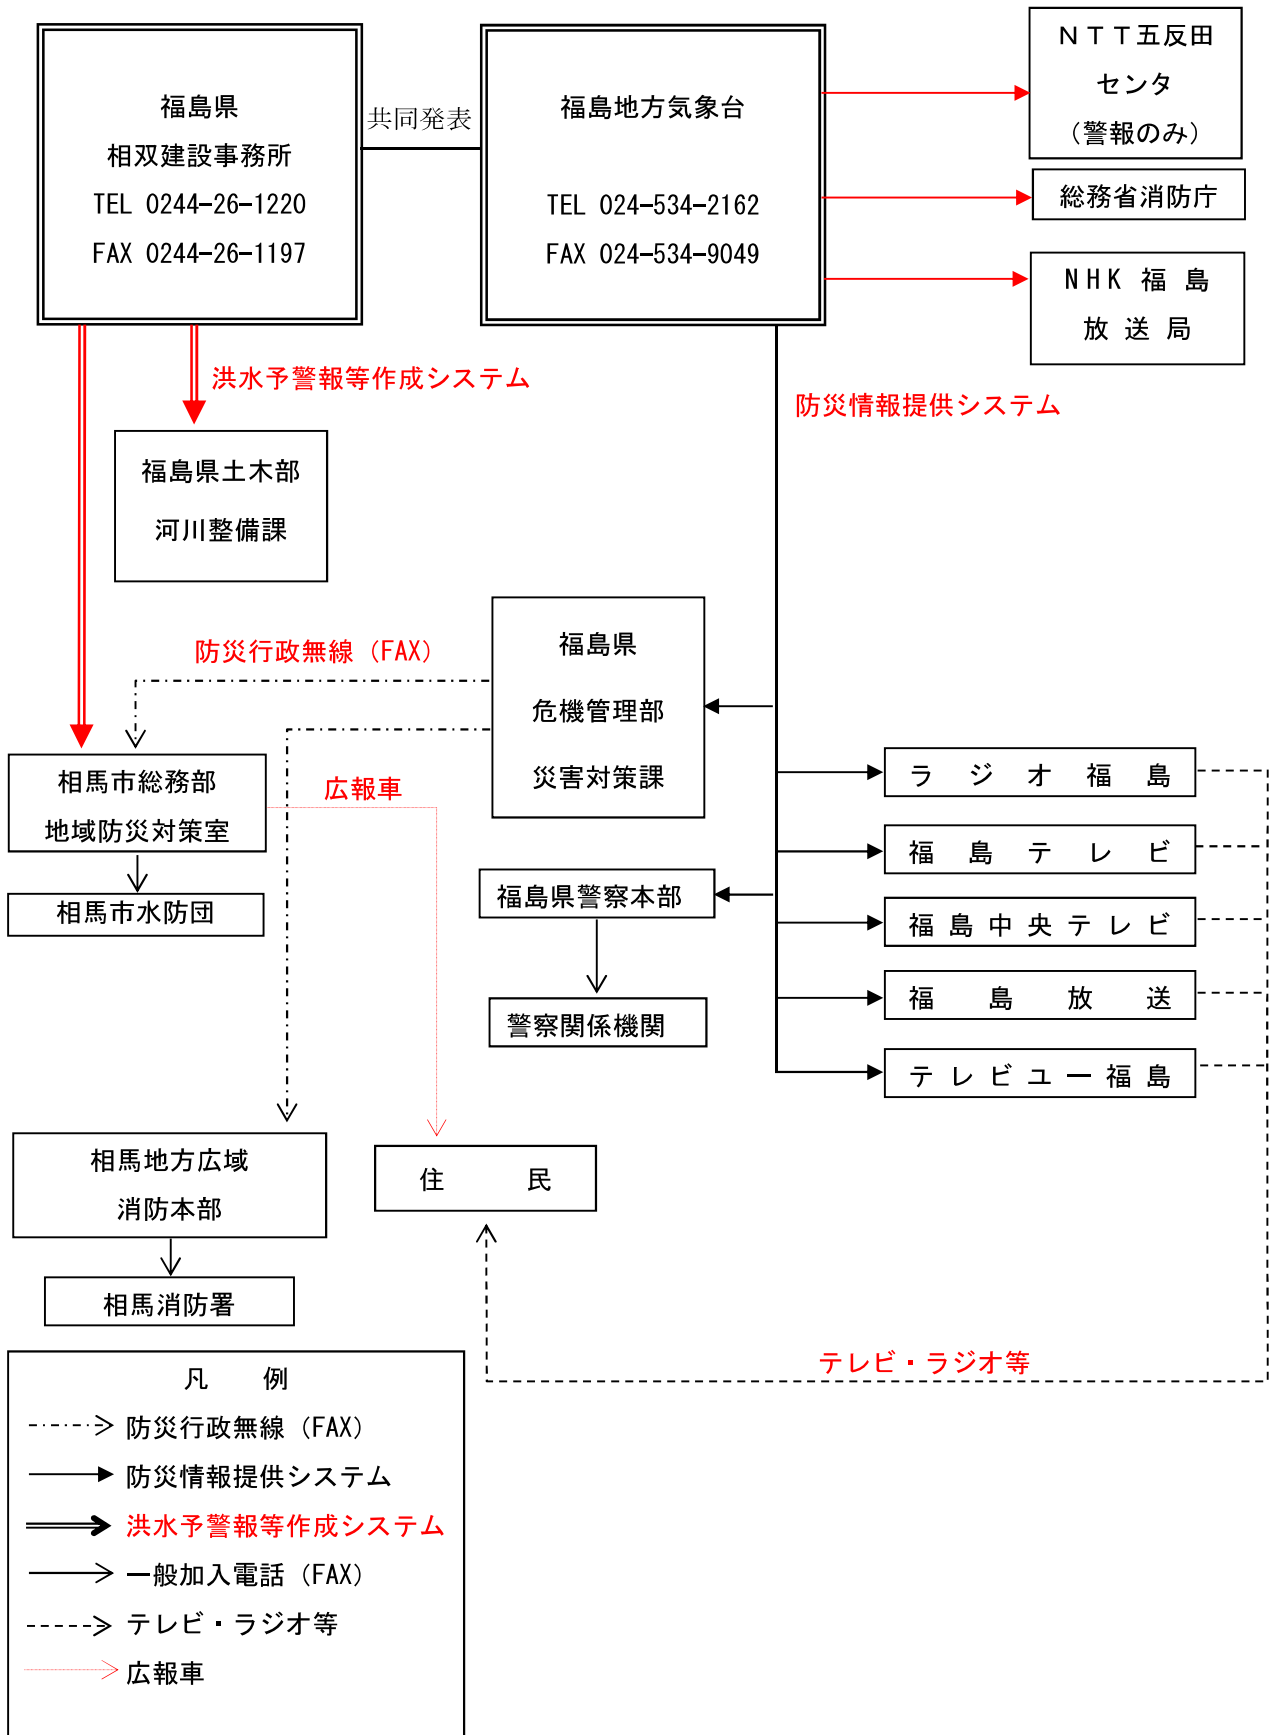 福島県
相双建設事務所
TEL 0244-26-1220
FAX 0244-26-1197
共同発表
福島地方気象台
TEL 024-534-2162
FAX 024-534-9049
ＮＴＴ五反田
センタ
（警報のみ）
総務省消防庁
NHK 福 島
放 送 局
洪水予警報等作成システム
防災情報提供システム
福島県土木部
河川整備課
防災行政無線（FAX）
福島県
危機管理部
災害対策課
相馬市総務部
地域防災対策室
広報車
相馬市水防団
福島県警察本部
警察関係機関
ラ ジ オ 福 島
福 島 テ レ ビ
福 島 中 央 テ レ ビ
福 島 放 送
テ レ ビ ユ ー 福 島
相馬地方広域
消防本部
住 民
相馬消防署
テレビ・ラジオ等
凡 例
防災行政無線（FAX）
防災情報提供システム
洪水予警報等作成システム
一般加入電話（FAX）
テレビ・ラジオ等
広報車